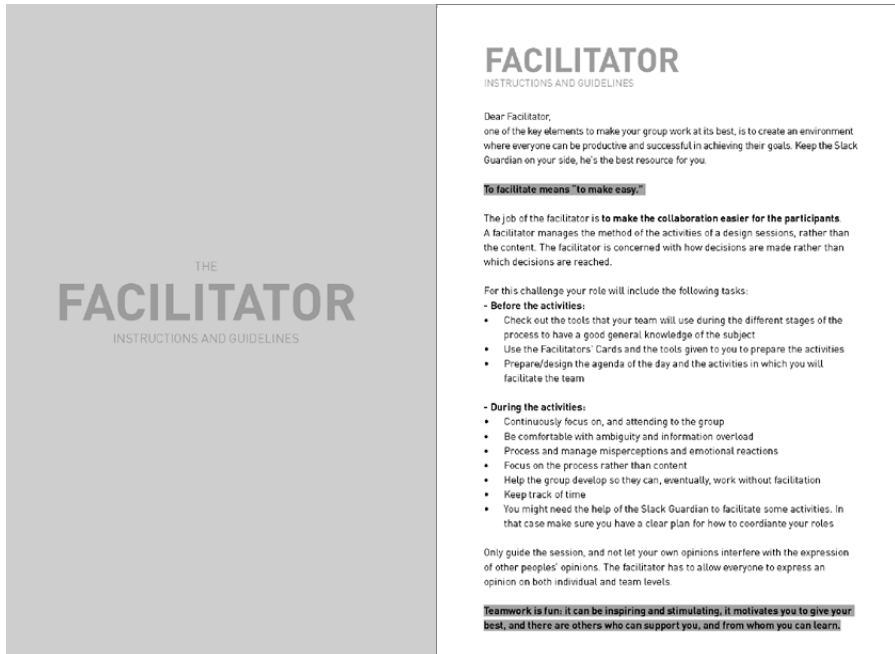 THE
FACILITATOR
INSTRUCTIONS AND GUIDELINES
FACILITATOR
INSTRUCTIONS AND GUIDELINES
Dear Facilitator,
one of the key elements to make your group work at its best, is to create an environment
where everyone can be productive and successful in achieving their goals. Keep the Slack
Guardian on your side, he's the best resource for you.
To facilitate means "to make easy."
The job of the facilitator is to make the collaboration easier for the participants.
A facilitator manages the method of the activities of a design sessions, rather than
the content. The facilitator is concerned with how decisions are made rather than
which decisions are reached.
For this challenge your role will include the following tasks:
- Before the activities:
• Check out the tools that your team will use during the different stages of the
process to have a good general knowledge of the subject
• Use the Facilitators' Cards and the tools given to you to prepare the activities
• Prepare/design the agenda of the day and the activities in which you will
facilitate the team
- During the activities:
• Continuously focus on, and attending to the group
• Be comfortable with ambiguity and information overload
• Process and manage misperceptions and emotional reactions
• Focus on the process rather than content
• Help the group develop so they can, eventually, work without facilitation
• Keep track of time
• You might need the help of the Slack Guardian to facilitate some activities. In
that case make sure you have a clear plan for how to coordiante your roles
Only guide the session, and not let your own opinions interfere with the expression
of other peoples' opinions. The facilitator has to allow everyone to express an
opinion on both individual and team levels.
Teamwork is fun: it can be inspiring and stimulating, it motivates you to give your
best, and there are others who can support you, and from whom you can learn.